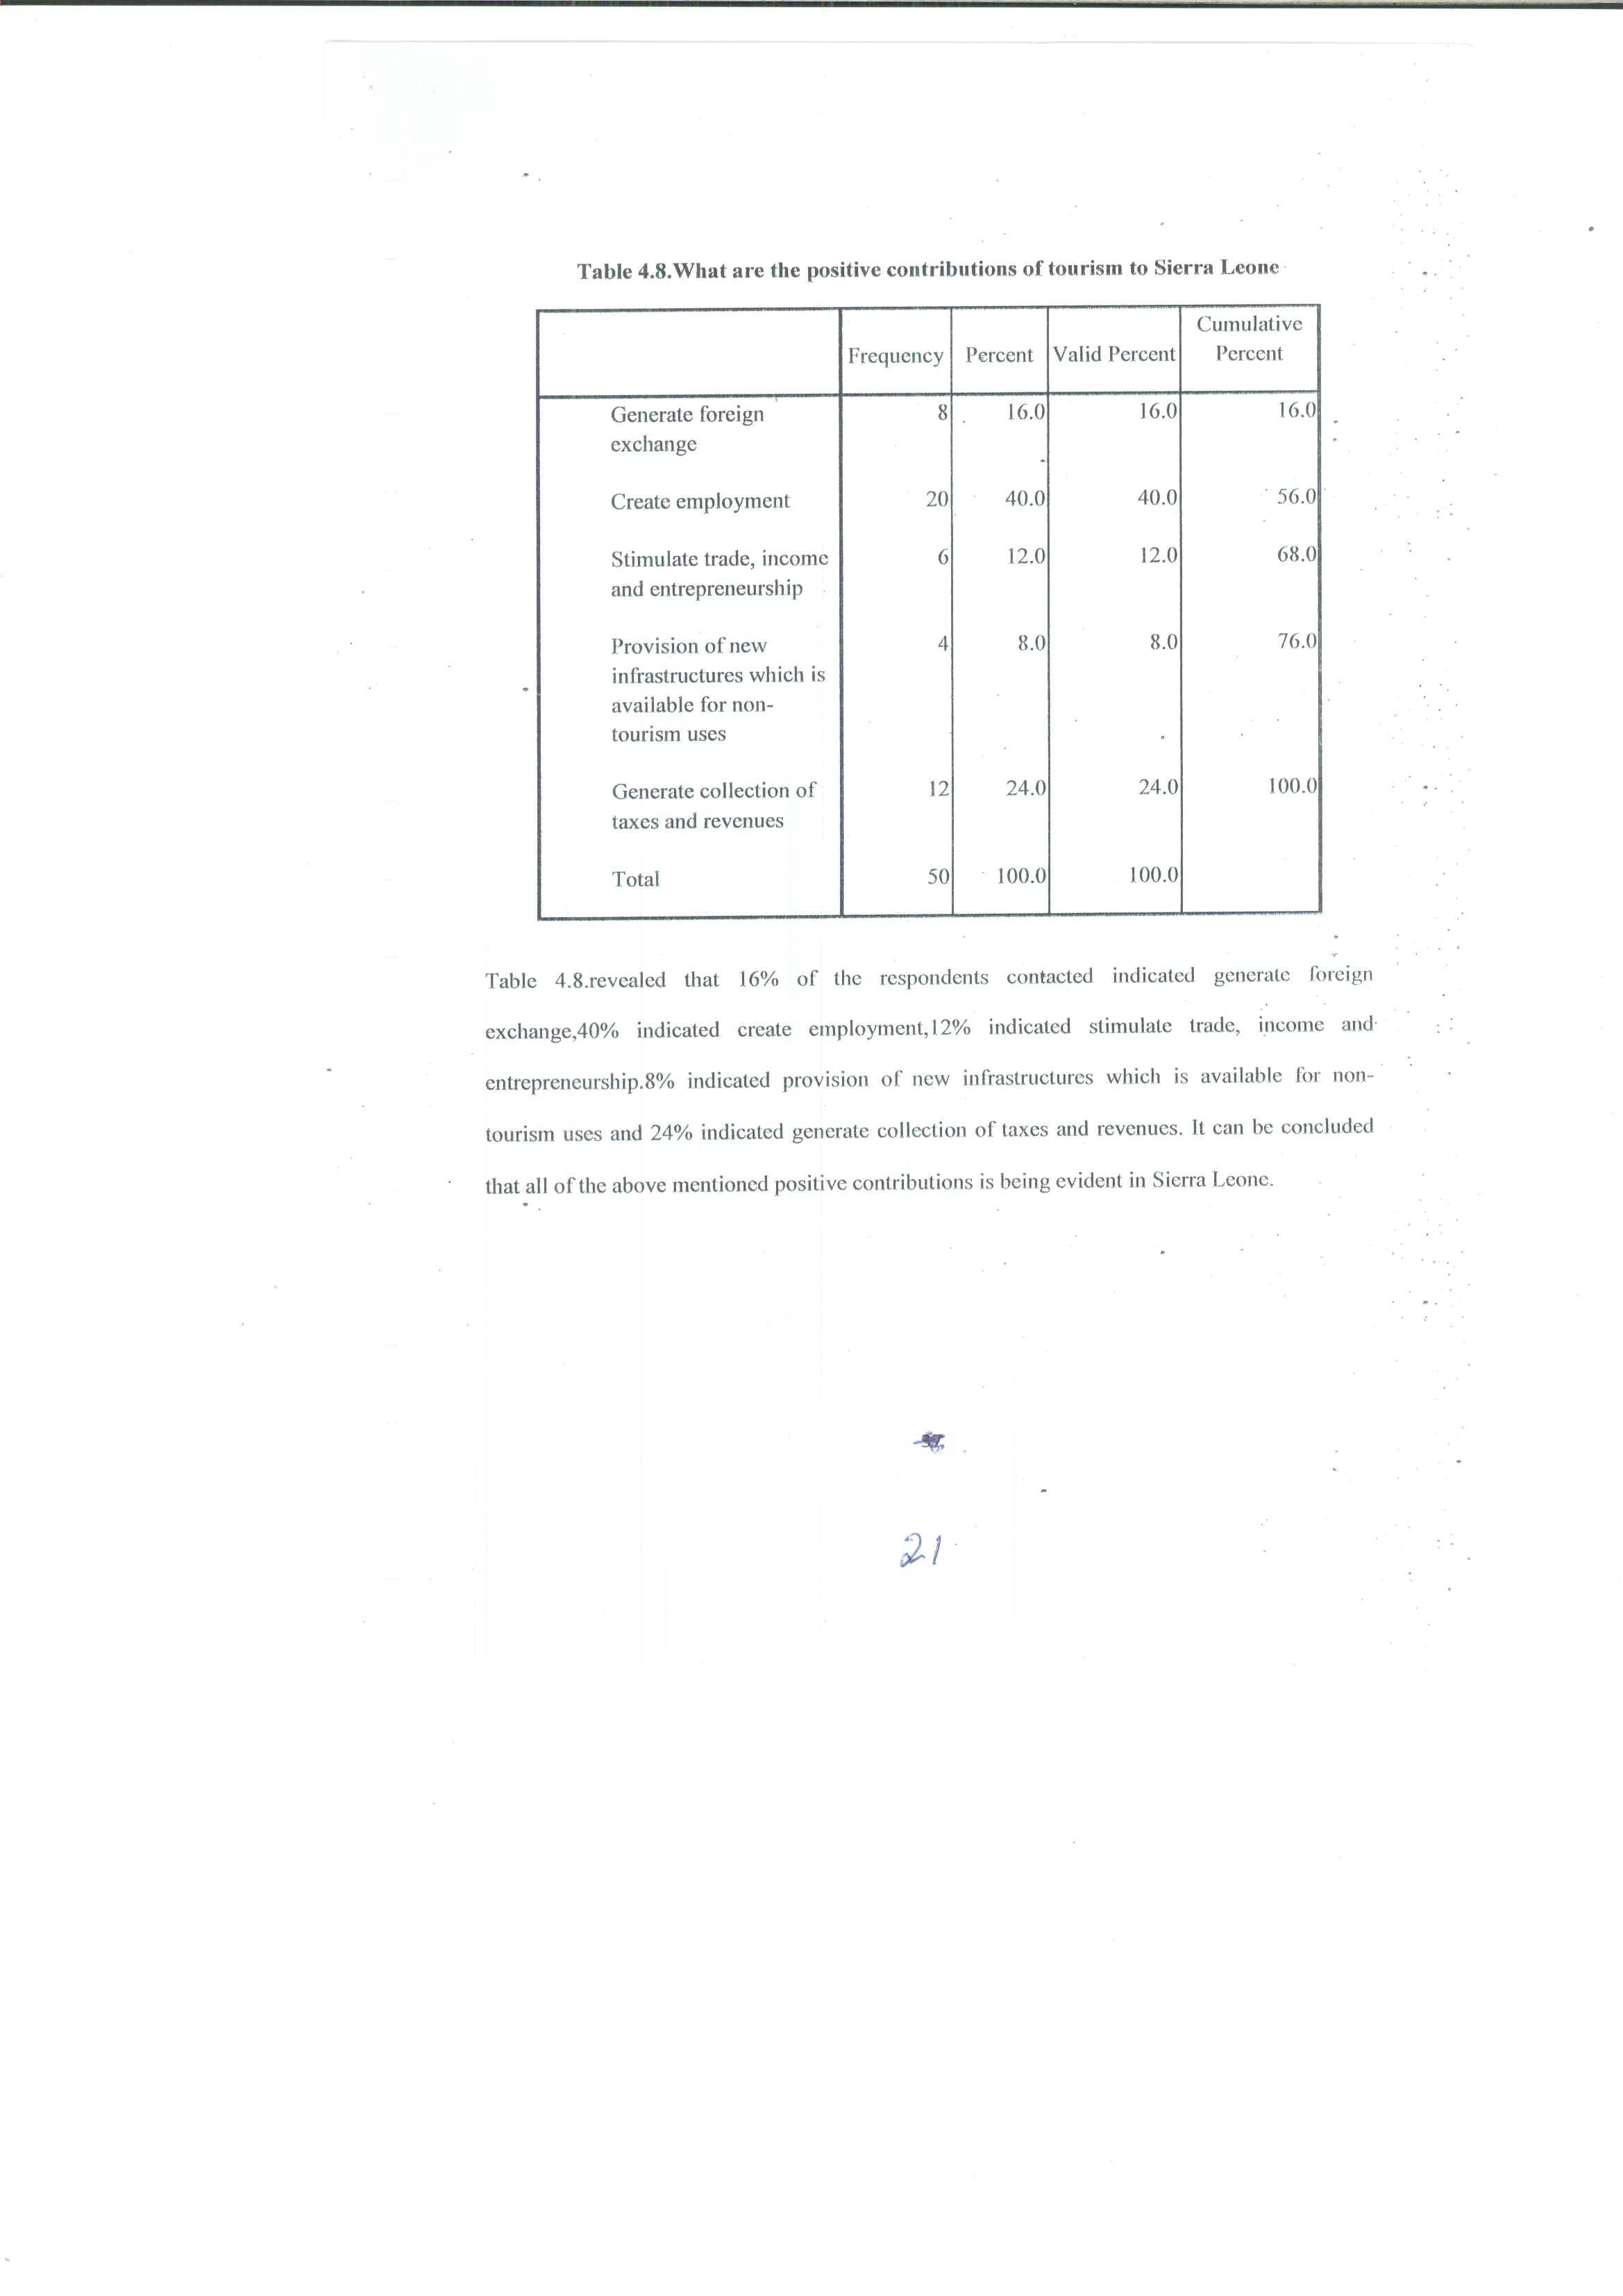 Table 4.8.What are the positive contributions of tourism to Sierra Leone
Frequency Percent Valid Percent Cumulative Percent
Generate foreign exchange 8 16.0 16.0 16.0
Create employment 20 40.0 40.0 56.0
Stimulate trade, income and entrepreneurship 6 12.0 12.0 68.0
Provision of new infrastructures which is available for non-tourism uses 4 8.0 8.0 76.0
Generate collection of taxes and revenues 12 24.0 24.0 100.0
Total 50 100.0 100.0
Table 4.8.revealed that 16% of the respondents contacted indicated generate foreign
exchange,40% indicated create employment,12% indicated stimulate trade, income and
entrepreneurship.8% indicated provision of new infrastructures which is available for non-
tourism uses and 24% indicated generate collection of taxes and revenues. It can be concluded
that all of the above mentioned positive contributions is being evident in Sierra Leone.
21